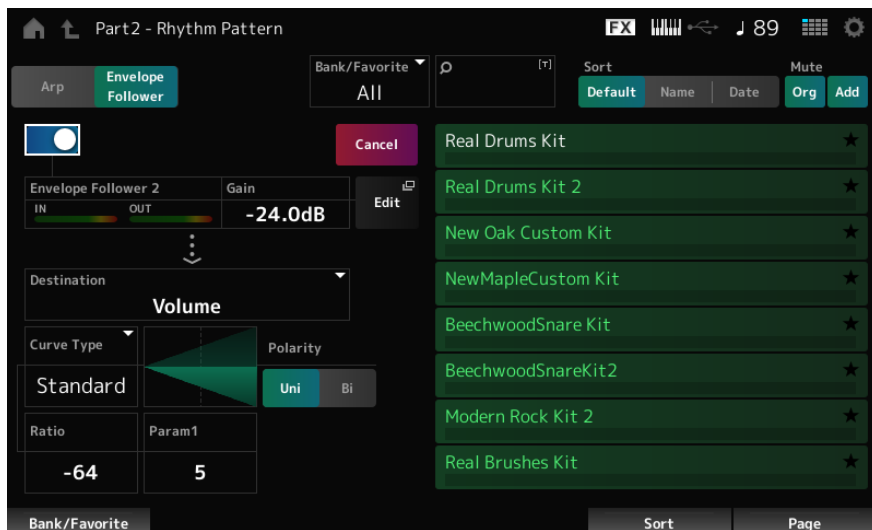 Part2 - Rhythm Pattern
FX
♩ 89
Arp
Envelope
Follower
Bank/Favorite
All
[T]
Sort
Default
Name
Date
Mute
Org
Add
Cancel
Envelope Follower 2
IN
OUT
Gain
-24.0dB
Edit
Destination
Volume
Curve Type
Standard
Polarity
Uni
Bi
Ratio
-64
Param1
5
Real Drums Kit
Real Drums Kit 2
New Oak Custom Kit
NewMapleCustom Kit
BeechwoodSnare Kit
BeechwoodSnareKit2
Modern Rock Kit 2
Real Brushes Kit
Bank/Favorite
Sort
Page